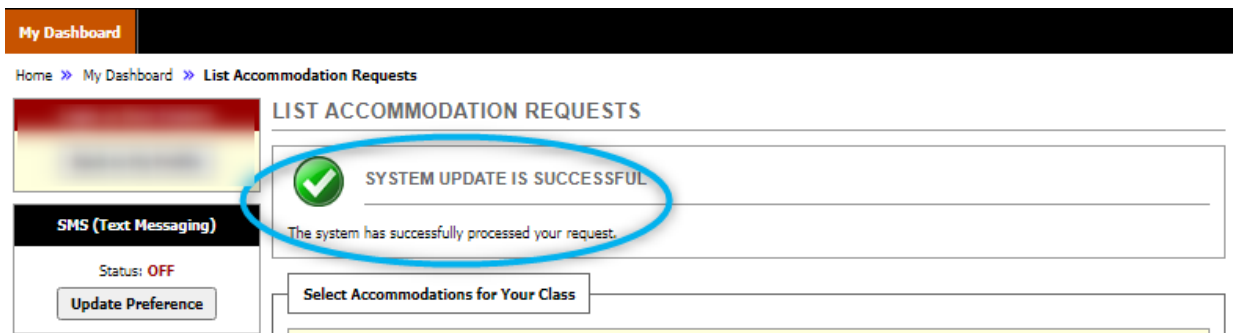 My Dashboard
Home » My Dashboard » List Accommodation Requests
LIST ACCOMMODATION REQUESTS
SYSTEM UPDATE IS SUCCESSFUL
The system has successfully processed your request.
SMS (Text Messaging)
Status: OFF
Update Preference
Select Accommodations for Your Class